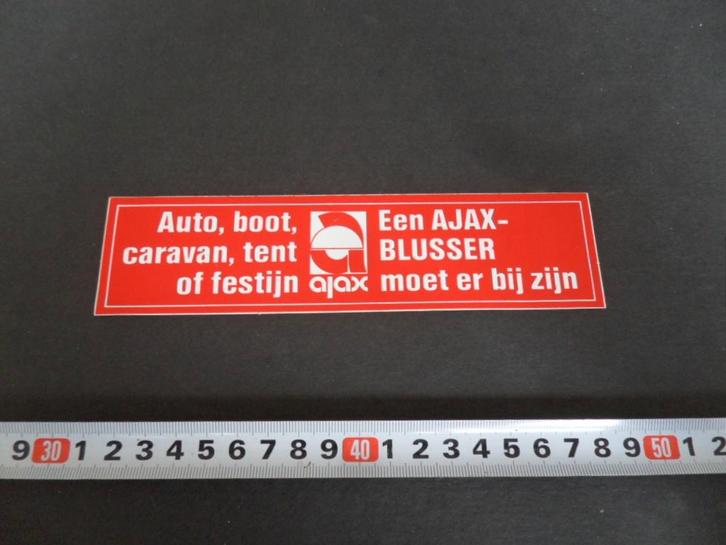 Auto, boot,
caravan, tent
of festijn
ajax
Een AJAX-
BLUSSER
moet er bij zijn
9 30 1 2 3 4 5 6 7 8 9 40 1 2 3 4 5 6 7 8 9 50 1 2